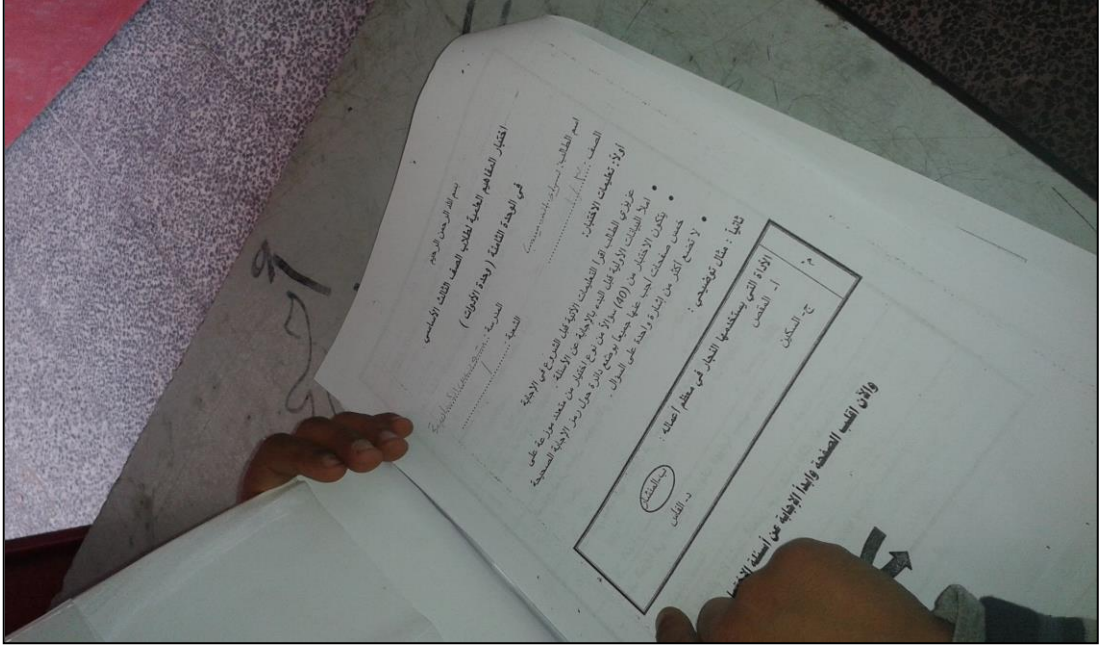 بسم الله الرحمن الرحيم
اختبار المفاهيم العلمية لطلاب الصف الثالث الأساسي
في الوحدة الثامنة ( وحدة الأدوات )
اسم الطالب: المدرسة:
الصف: الشعبة:
أولاً: تعليمات الاختبار:
عزيزي الطالب اقرأ التعليمات الآتية قبل الشروع في الإجابة
املأ البيانات الأولية قبل البدء بالإجابة عن الأسئلة.
يتكون الاختبار من (40) سؤالاً من نوع اختيار من متعدد موزعة على
خمس صفحات أجب عنها جميعاً بوضع دائرة حول رمز الإجابة الصحيحة
لا تضع أكثر من إشارة واحدة على السؤال.
ثانياً : مثال توضيحي :
الأداة التي يستخدمها النجار في معظم أعماله :
أ- المقص ب- المنشار
ج- السكين د- الفأس
والآن اقلب الصفحة وابدأ الإجابة عن أسئلة